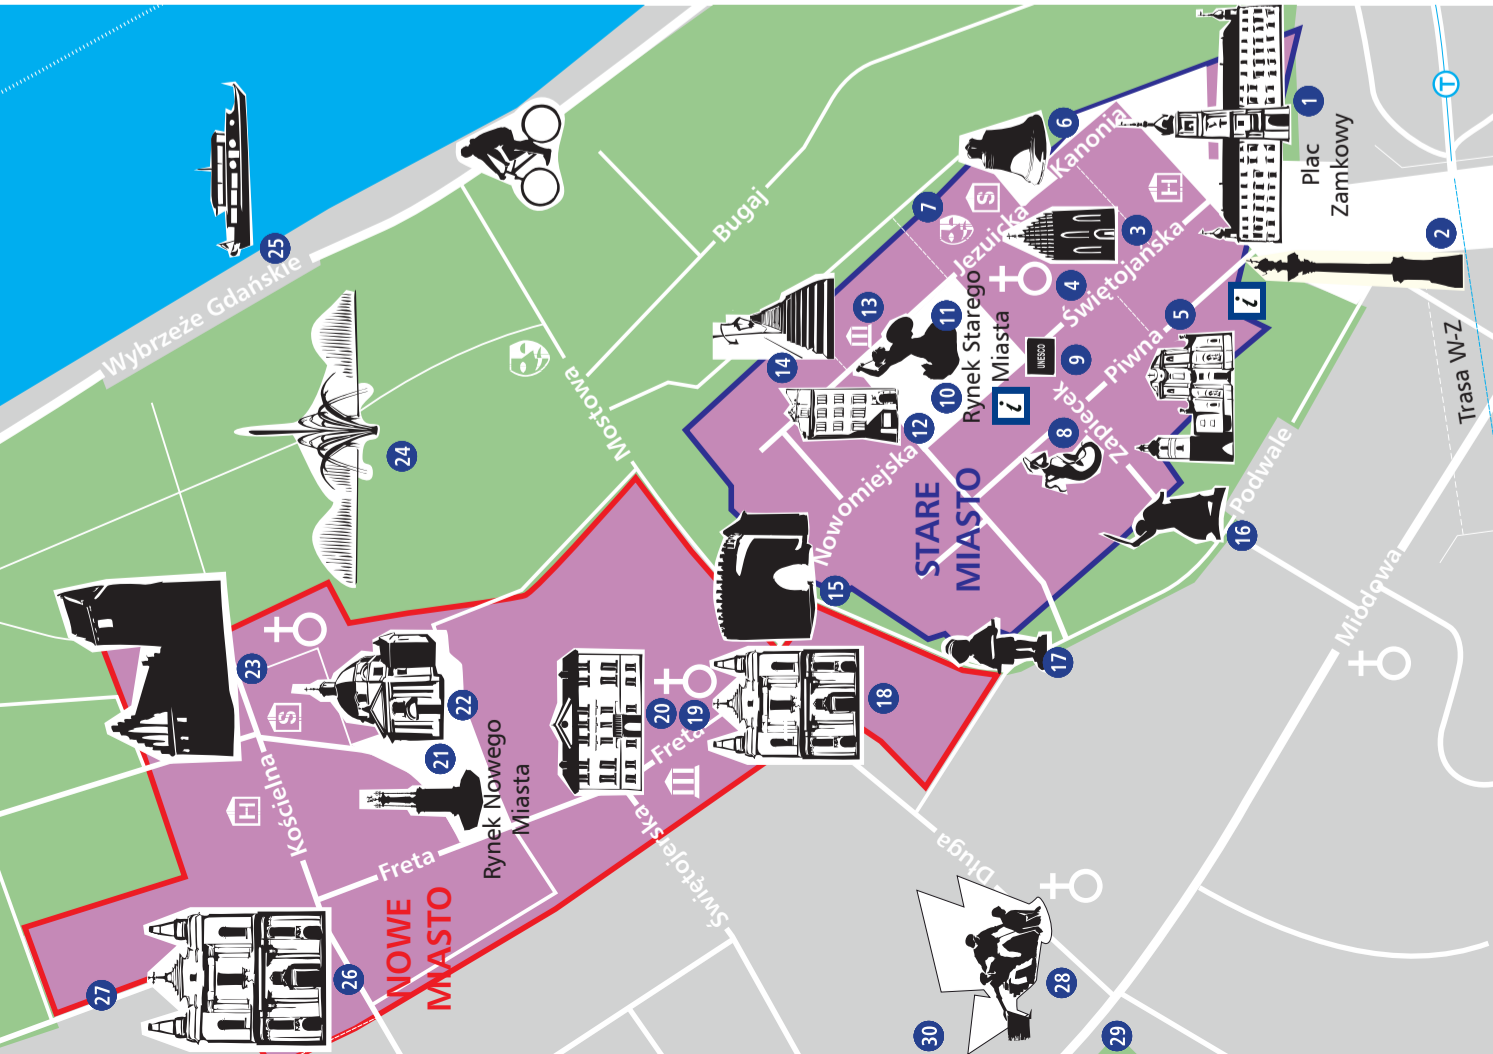 Wybrzeże Gdańskie
25
24
Bugaj
Mostowa
6
Kanonia
1
Plac
Zamkowy
T
2
7
S
H
Jezuicka
3
4
Świętojańska
5
Piwna
i
13
14
11
10
Rynek Starego
Miasta
i
UNESCO
9
12
8
Zapiecek
Nowomiejska
STARE
MIASTO
15
16
Podwale
Trasa W-Z
Miodowa
17
18
19
20
Freta
23
S
22
21
Rynek Nowego
Miasta
H
Kościelna
Freta
Świętojerska
NOWE
MIASTO
26
27
Długa
28
29
30